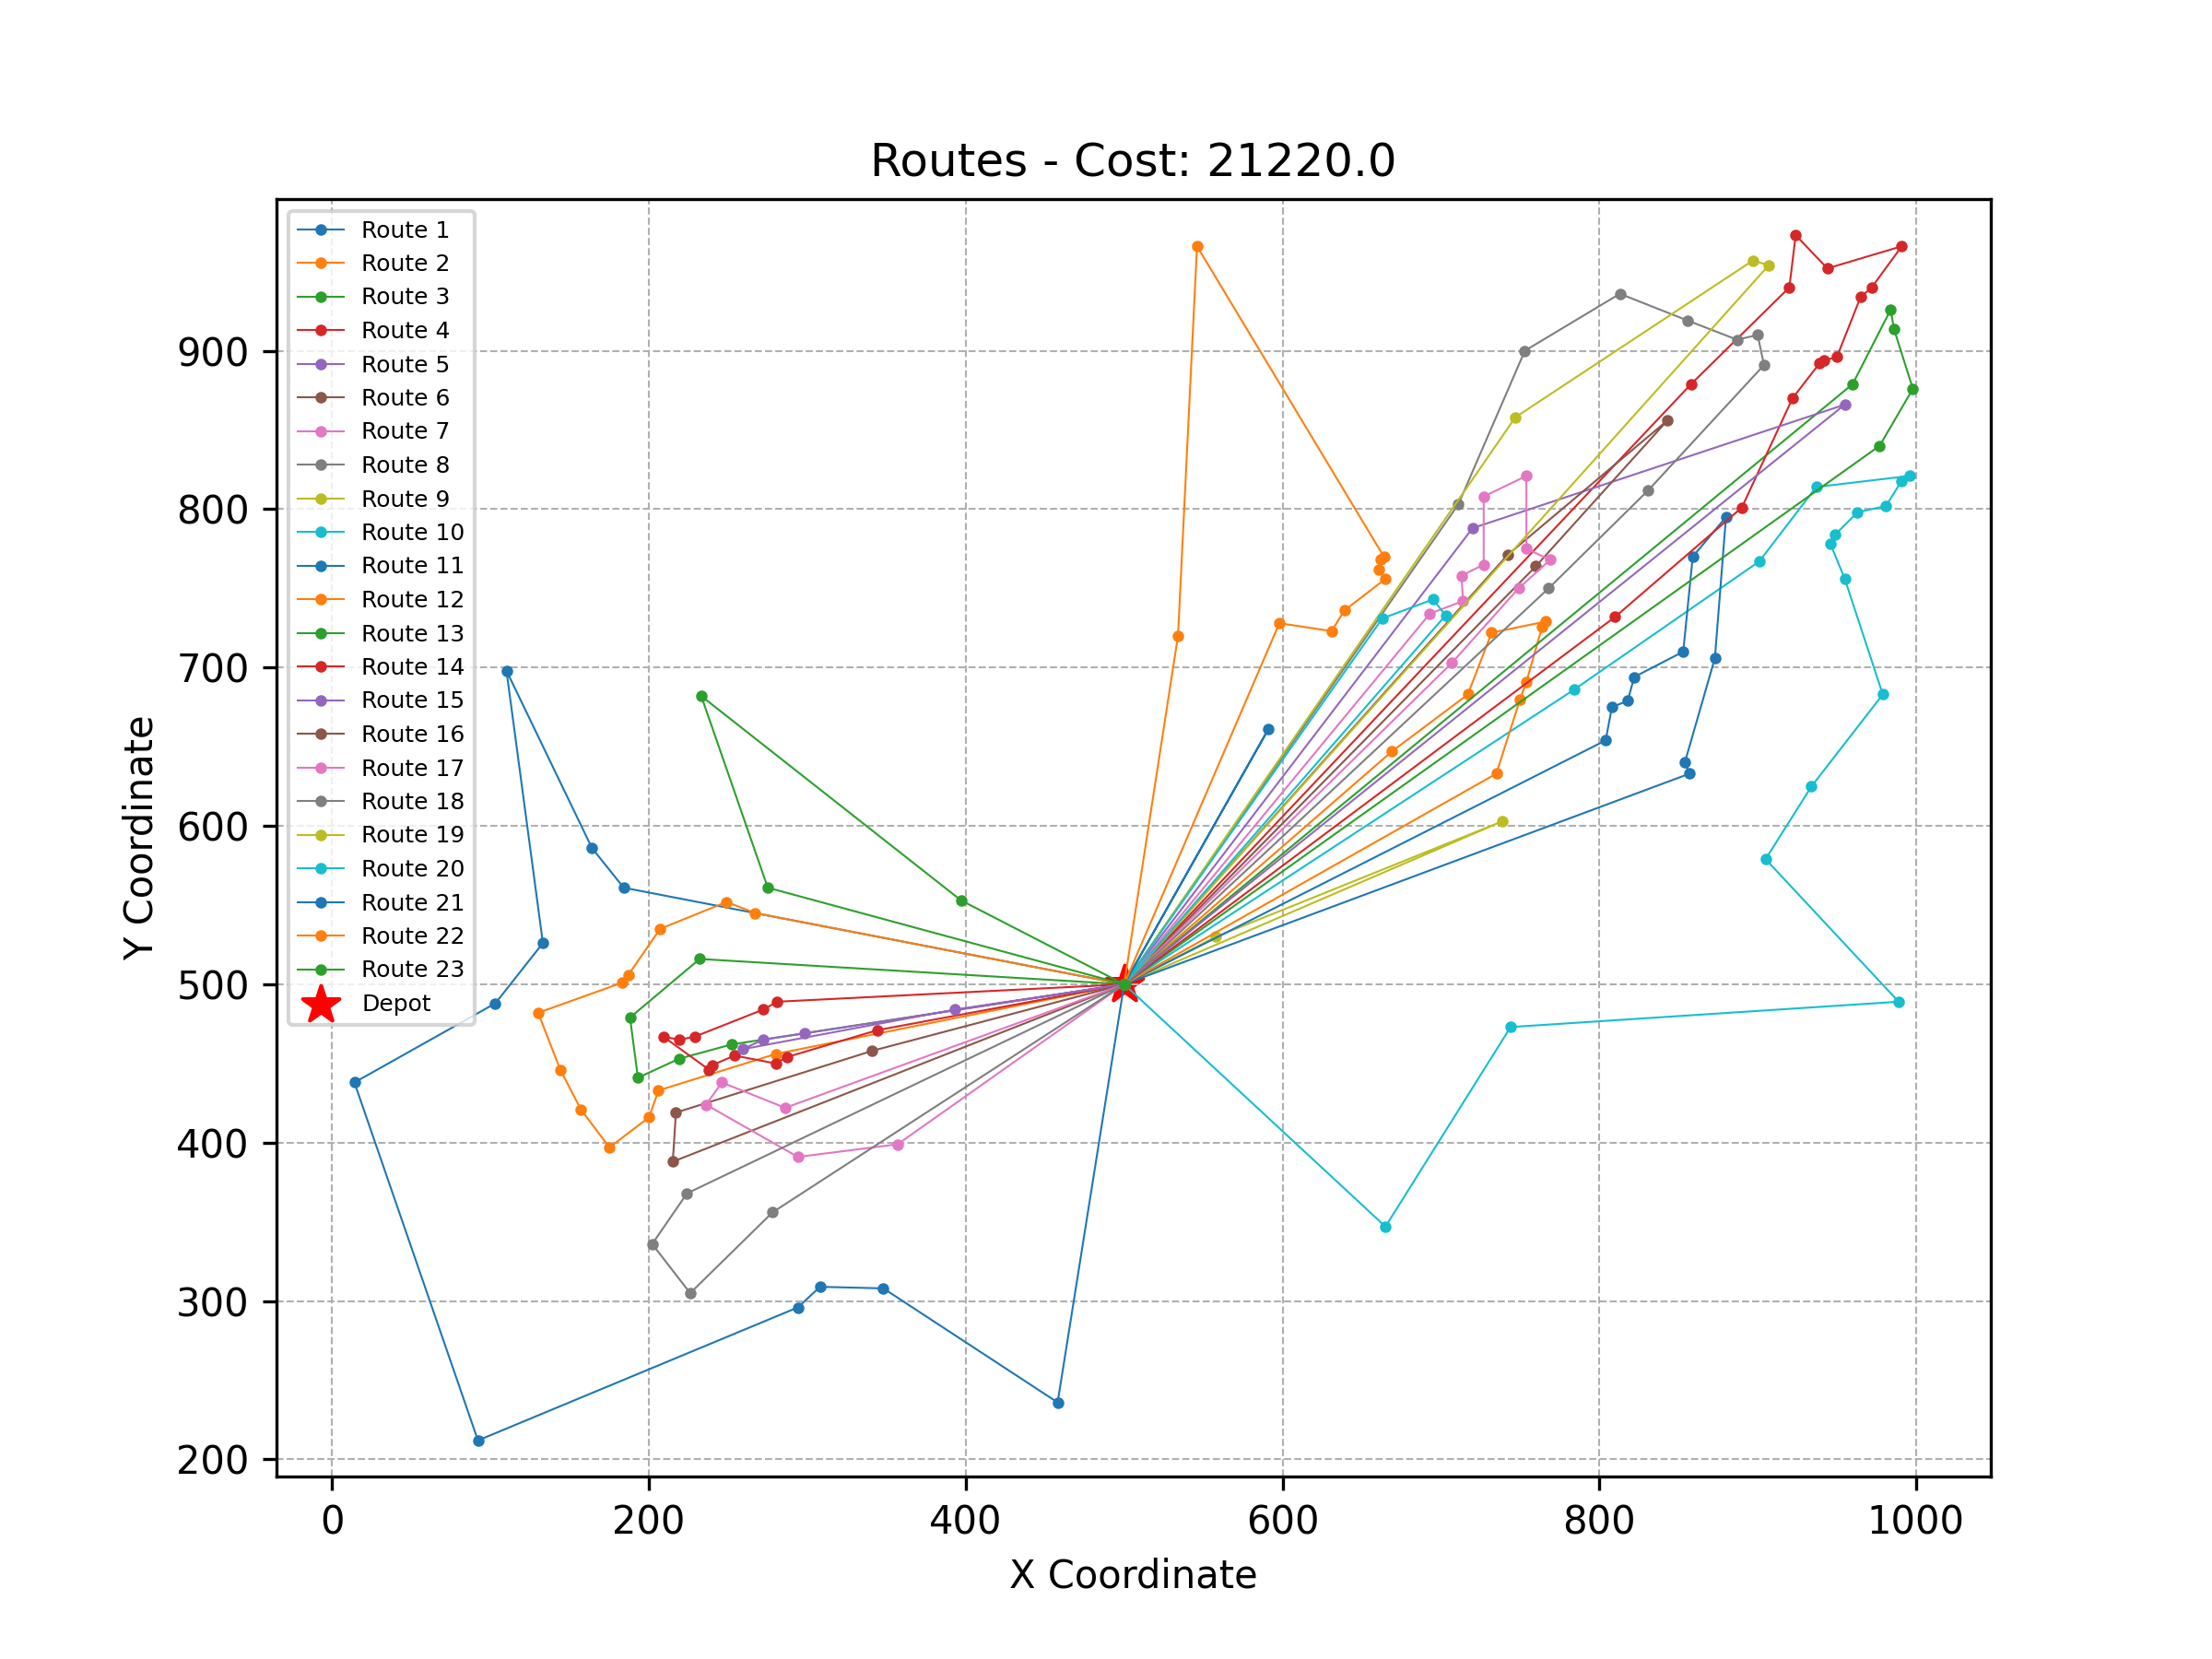 Routes - Cost: 21220.0
Route 1
Route 2
Route 3
Route 4
Route 5
Route 6
Route 7
Route 8
Route 9
Route 10
Route 11
Route 12
Route 13
Route 14
Route 15
Route 16
Route 17
Route 18
Route 19
Route 20
Route 21
Route 22
Route 23
Depot
Y Coordinate
900
800
700
600
500
400
300
200
0 200 400 600 800 1000
X Coordinate